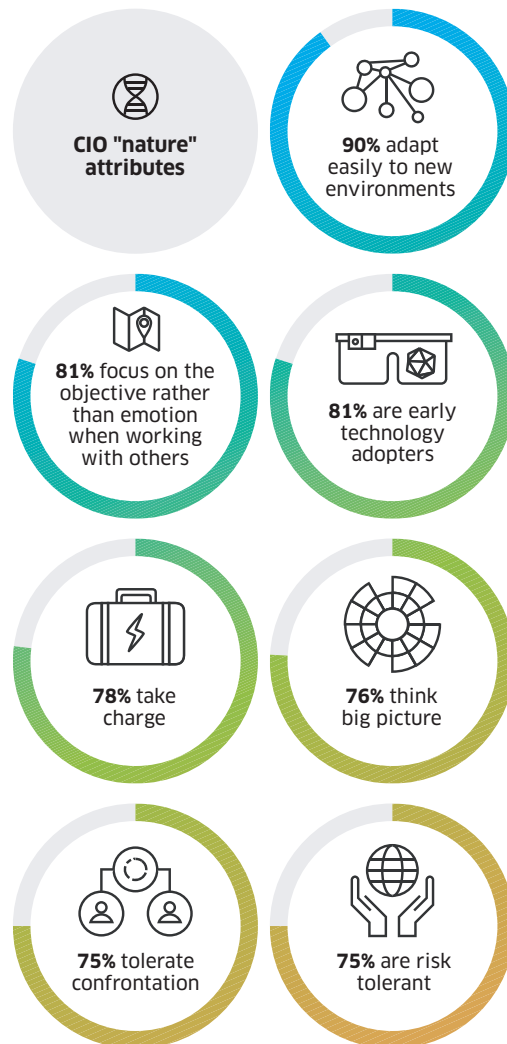 CIO "nature"
attributes
90% adapt
easily to new
environments
81% focus on the
objective rather
than emotion
when working
with others
81% are early
technology
adopters
78% take
charge
76% think
big picture
75% tolerate
confrontation
75% are risk
tolerant